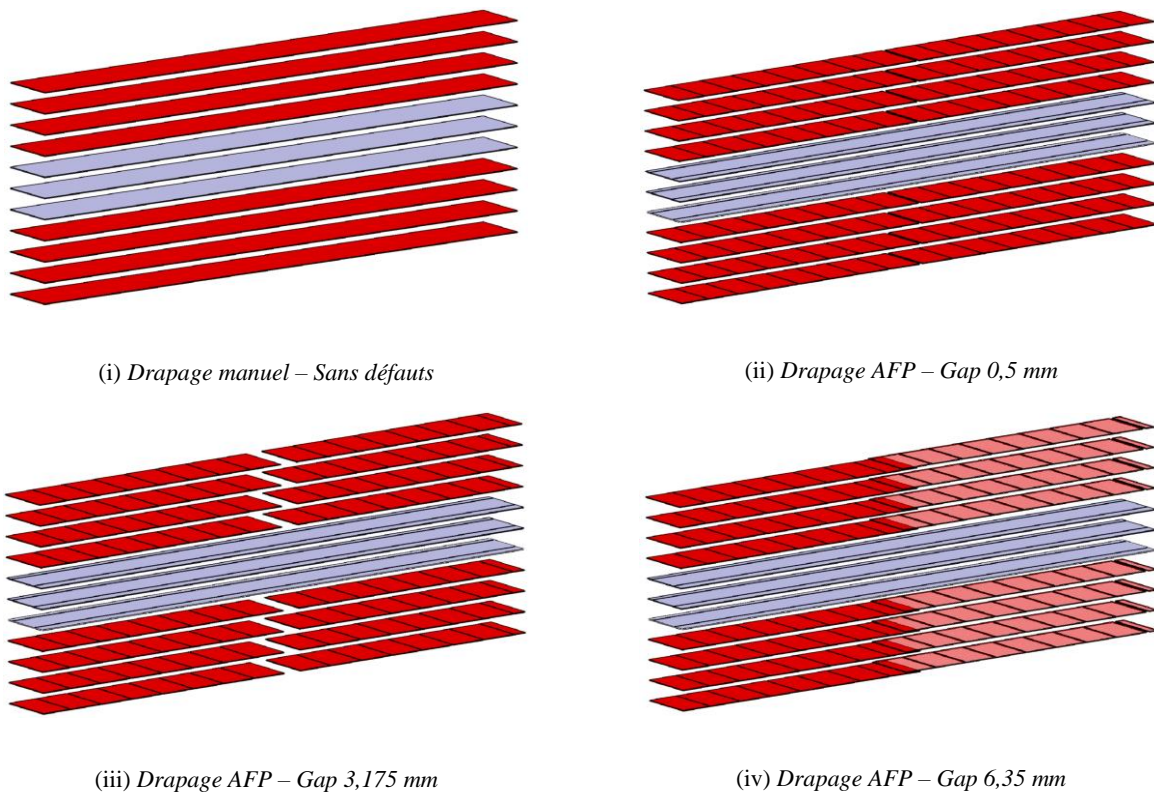 (i) Drapage manuel – Sans défauts
(ii) Drapage AFP – Gap 0,5 mm
(iii) Drapage AFP – Gap 3,175 mm
(iv) Drapage AFP – Gap 6,35 mm